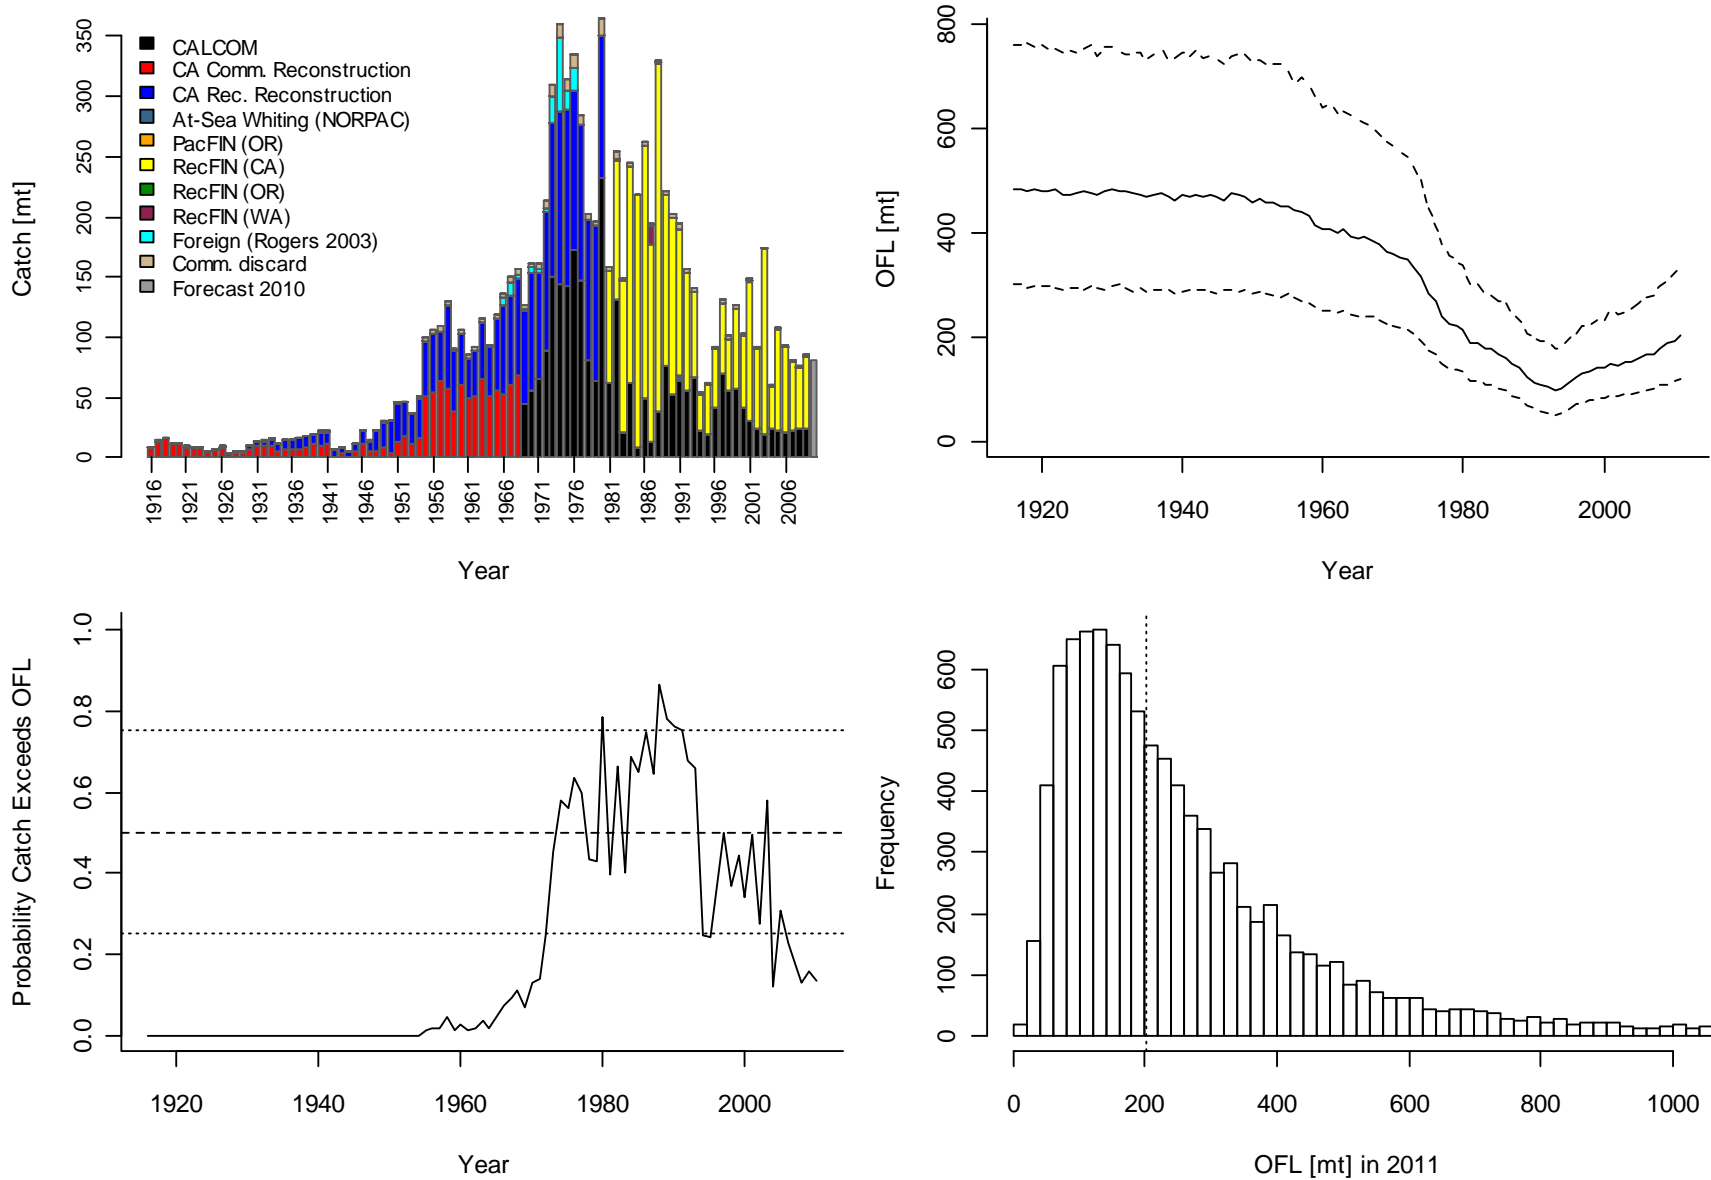 Catch [mt]
350
300
250
200
150
100
50
0
CALCOM
CA Comm. Reconstruction
CA Rec. Reconstruction
At-Sea Whiting (NORPAC)
PacFIN (OR)
RecFIN (CA)
RecFIN (OR)
RecFIN (WA)
Foreign (Rogers 2003)
Comm. discard
Forecast 2010
1916 1921 1926 1931 1936 1941 1946 1951 1956 1961 1966 1971 1976 1981 1986 1991 1996 2001 2006
Year
OFL [mt]
800
600
400
200
0
1920 1940 1960 1980 2000
Year
Probability Catch Exceeds OFL
1.0
0.8
0.6
0.4
0.2
0.0
1920 1940 1960 1980 2000
Year
Frequency
600
500
400
300
200
100
0
0 200 400 600 800 1000
OFL [mt] in 2011